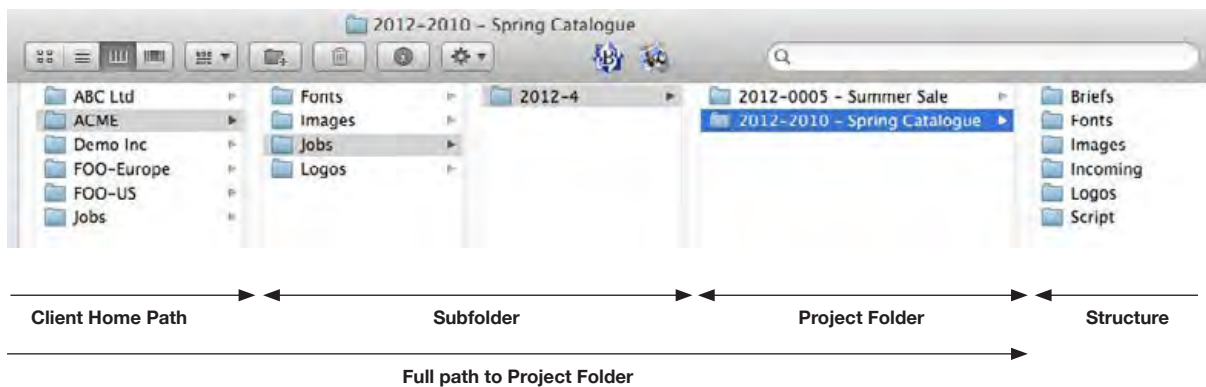 2012-2010 - Spring Catalogue
ABC Ltd
ACME
Demo Inc
FOO-Europe
FOO-US
Jobs
Fonts
Images
Jobs
Logos
2012-4
2012-0005 - Summer Sale
2012-2010 - Spring Catalogue
Briefs
Fonts
Images
Incoming
Logos
Script
Client Home Path
Subfolder
Project Folder
Structure
Full path to Project Folder